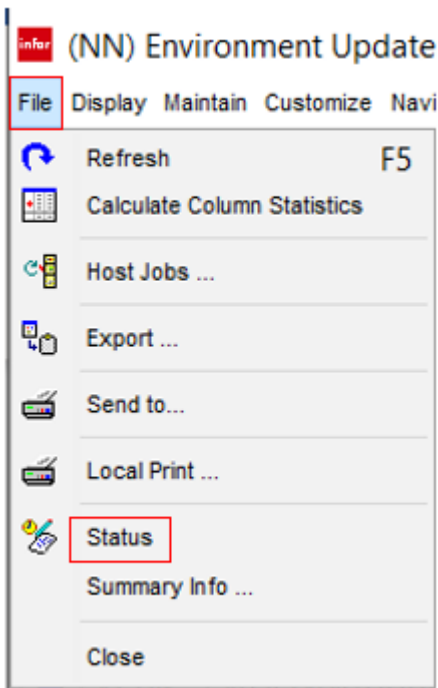 infor (NN) Environment Update
File Display Maintain Customize Navi
Refresh F5
Calculate Column Statistics
Host Jobs ...
Export ...
Send to...
Local Print ...
Status
Summary Info ...
Close